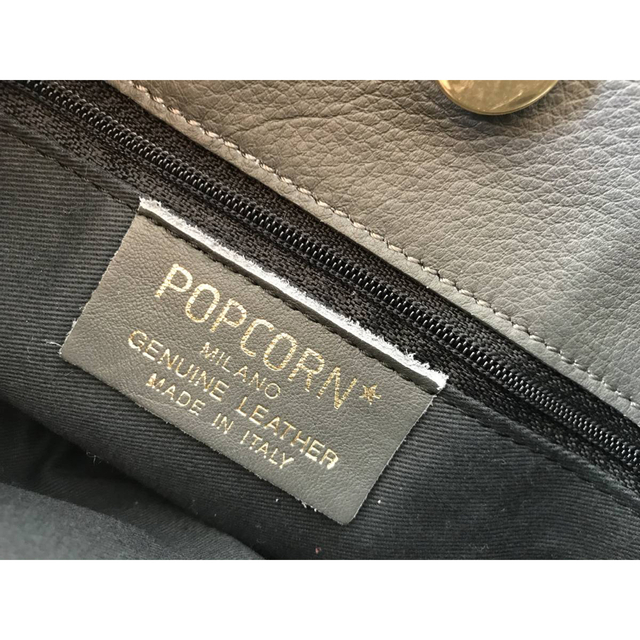 POPCORN★
MILANO
GENUINE LEATHER
MADE IN ITALY